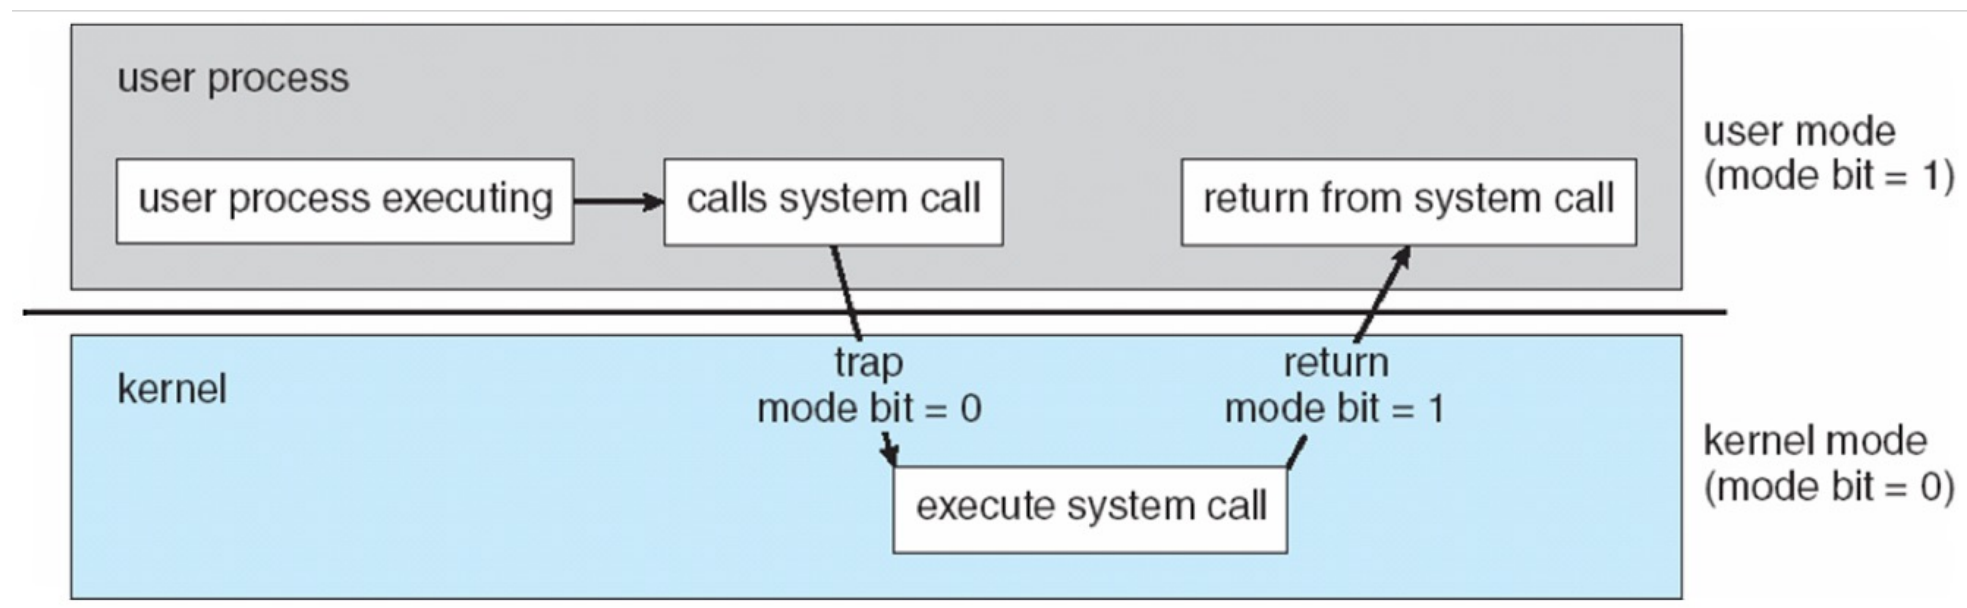 user process
user process executing
calls system call
return from system call
user mode
(mode bit = 1)
kernel
trap
mode bit = 0
return
mode bit = 1
execute system call
kernel mode
(mode bit = 0)